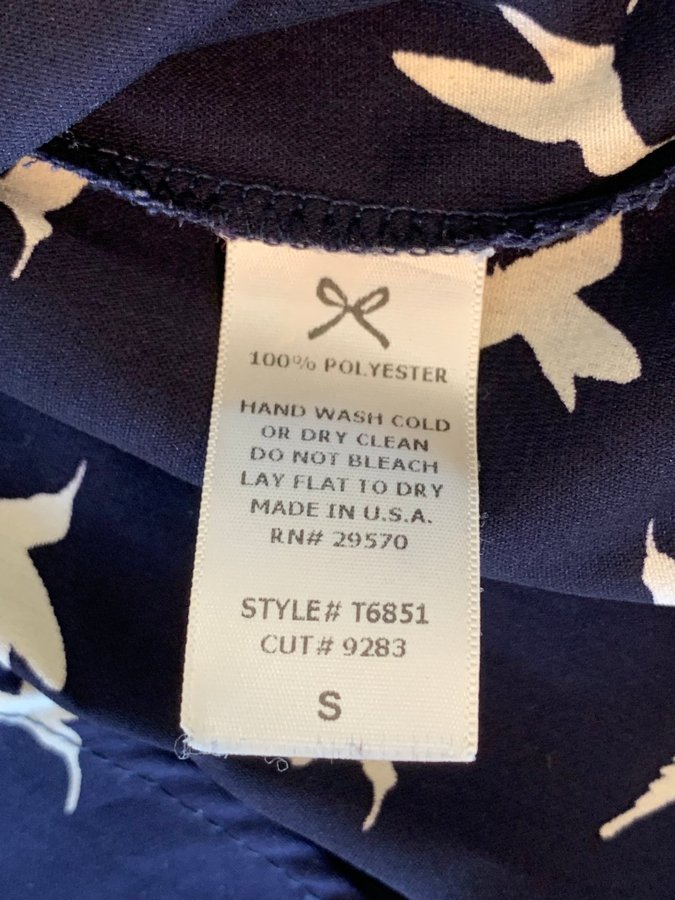 100% POLYESTER
HAND WASH COLD
OR DRY CLEAN
DO NOT BLEACH
LAY FLAT TO DRY
MADE IN U.S.A.
RN# 29570
STYLE# T6851
CUT# 9283
S